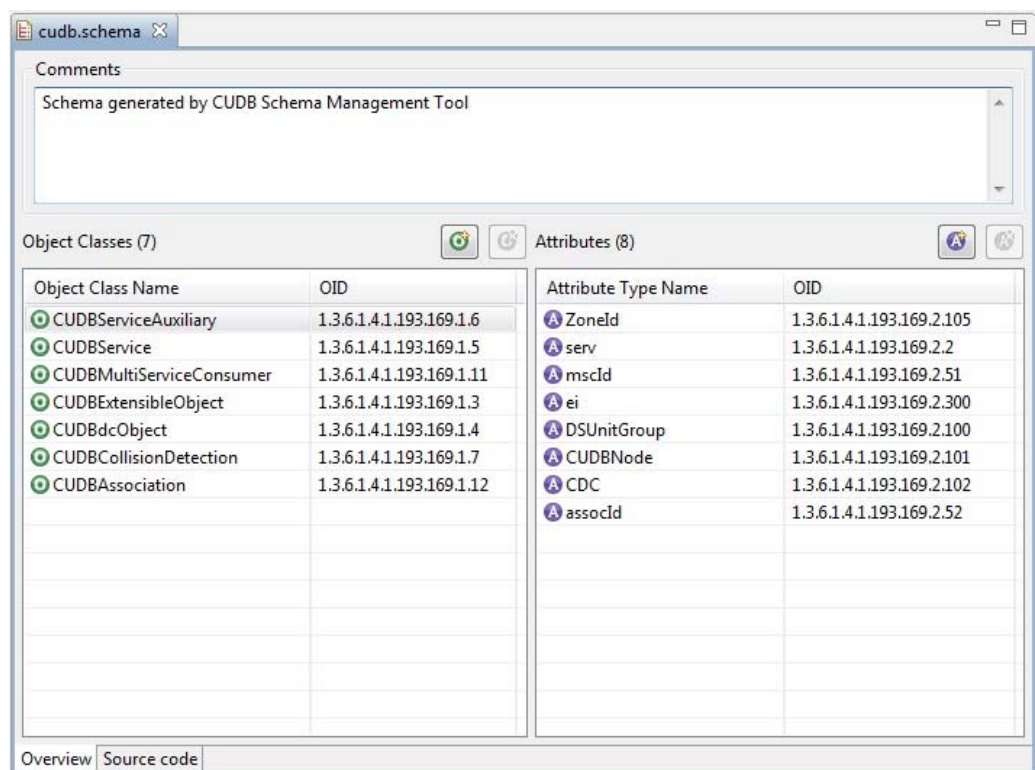 cudb.schema
Comments
Schema generated by CUDB Schema Management Tool
Object Classes (7)
Attributes (8)
Object Class Name OID
CUDBServiceAuxiliary 1.3.6.1.4.1.193.169.1.6
CUDBService 1.3.6.1.4.1.193.169.1.5
CUDBMultiServiceConsumer 1.3.6.1.4.1.193.169.1.11
CUDBExtensibleObject 1.3.6.1.4.1.193.169.1.3
CUDBdcObject 1.3.6.1.4.1.193.169.1.4
CUDBCollisionDetection 1.3.6.1.4.1.193.169.1.7
CUDBAssociation 1.3.6.1.4.1.193.169.1.12
Attribute Type Name OID
A ZoneId 1.3.6.1.4.1.193.169.2.105
A serv 1.3.6.1.4.1.193.169.2.2
A mscId 1.3.6.1.4.1.193.169.2.51
A ei 1.3.6.1.4.1.193.169.2.300
A DSUnitGroup 1.3.6.1.4.1.193.169.2.100
A CUDBNode 1.3.6.1.4.1.193.169.2.101
A CDC 1.3.6.1.4.1.193.169.2.102
A assocId 1.3.6.1.4.1.193.169.2.52
Overview Source code